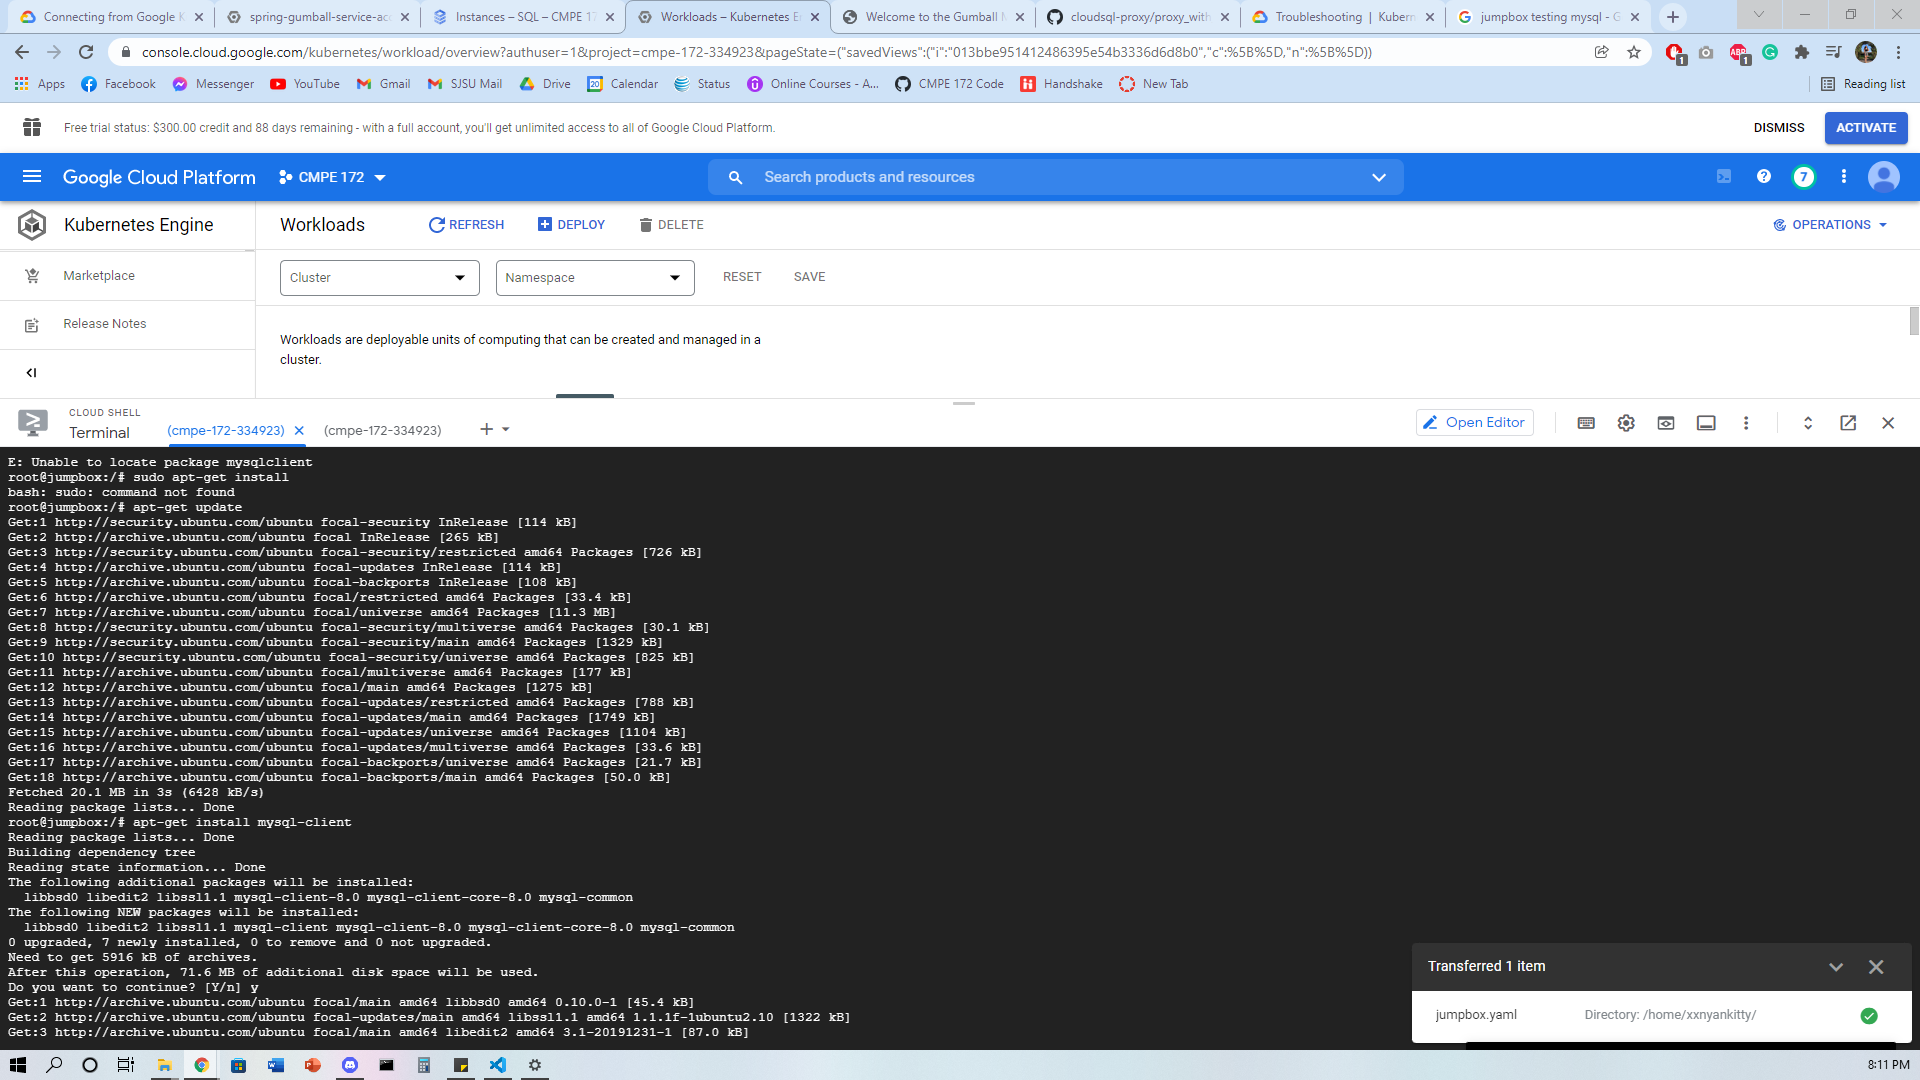 Connecting from Google K
spring-gumball-service-acc
Instances – SQL – CMPE 17
Workloads – Kubernetes En
Welcome to the Gumball M
cloudsql-proxy/proxy_with
Troubleshooting | Kubern
jumpbox testing mysql - G
console.cloud.google.com/kubernetes/workload/overview?authuser=1&project=cmpe-172-334923&pageState=("savedViews":("i":"013bbe951412486395e54b3336d6d8b0","c":%5B%5D,"n":%5B%5D))
Apps
Facebook
Messenger
YouTube
Gmail
SJSU Mail
Drive
Calendar
Status
Online Courses - A...
CMPE 172 Code
Handshake
New Tab
Reading list
Free trial status: $300.00 credit and 88 days remaining - with a full account, you'll get unlimited access to all of Google Cloud Platform.
DISMISS
ACTIVATE
Google Cloud Platform
CMPE 172
Search products and resources
7
Kubernetes Engine
Workloads
REFRESH
DEPLOY
DELETE
OPERATIONS
Marketplace
Release Notes
Cluster
Namespace
RESET
SAVE
Workloads are deployable units of computing that can be created and managed in a
cluster.
CLOUD SHELL
Terminal
(cmpe-172-334923)
(cmpe-172-334923)
Open Editor
E: Unable to locate package mysqlclient
root@jumpbox:/# sudo apt-get install
bash: sudo: command not found
root@jumpbox:/# apt-get update
Get:1 http://security.ubuntu.com/ubuntu focal-security InRelease [114 kB]
Get:2 http://archive.ubuntu.com/ubuntu focal InRelease [265 kB]
Get:3 http://security.ubuntu.com/ubuntu focal-security/restricted amd64 Packages [726 kB]
Get:4 http://archive.ubuntu.com/ubuntu focal-updates InRelease [114 kB]
Get:5 http://archive.ubuntu.com/ubuntu focal-backports InRelease [108 kB]
Get:6 http://archive.ubuntu.com/ubuntu focal/restricted amd64 Packages [33.4 kB]
Get:7 http://archive.ubuntu.com/ubuntu focal/universe amd64 Packages [11.3 MB]
Get:8 http://security.ubuntu.com/ubuntu focal-security/multiverse amd64 Packages [30.1 kB]
Get:9 http://security.ubuntu.com/ubuntu focal-security/main amd64 Packages [1329 kB]
Get:10 http://security.ubuntu.com/ubuntu focal-security/universe amd64 Packages [825 kB]
Get:11 http://archive.ubuntu.com/ubuntu focal/multiverse amd64 Packages [177 kB]
Get:12 http://archive.ubuntu.com/ubuntu focal/main amd64 Packages [1275 kB]
Get:13 http://archive.ubuntu.com/ubuntu focal-updates/restricted amd64 Packages [788 kB]
Get:14 http://archive.ubuntu.com/ubuntu focal-updates/main amd64 Packages [1749 kB]
Get:15 http://archive.ubuntu.com/ubuntu focal-updates/universe amd64 Packages [1104 kB]
Get:16 http://archive.ubuntu.com/ubuntu focal-updates/multiverse amd64 Packages [33.6 kB]
Get:17 http://archive.ubuntu.com/ubuntu focal-backports/universe amd64 Packages [21.7 kB]
Get:18 http://archive.ubuntu.com/ubuntu focal-backports/main amd64 Packages [50.0 kB]
Fetched 20.1 MB in 3s (6428 kB/s)
Reading package lists... Done
root@jumpbox:/# apt-get install mysql-client
Reading package lists... Done
Building dependency tree
Reading state information... Done
The following additional packages will be installed:
libbsd0 libedit2 libssl1.1 mysql-client-8.0 mysql-client-core-8.0 mysql-common
The following NEW packages will be installed:
libbsd0 libedit2 libssl1.1 mysql-client mysql-client-8.0 mysql-client-core-8.0 mysql-common
0 upgraded, 7 newly installed, 0 to remove and 0 not upgraded.
Need to get 5916 kB of archives.
After this operation, 71.6 MB of additional disk space will be used.
Do you want to continue? [Y/n] y
Get:1 http://archive.ubuntu.com/ubuntu focal/main amd64 libbsd0 amd64 0.10.0-1 [45.4 kB]
Get:2 http://archive.ubuntu.com/ubuntu focal-updates/main amd64 libssl1.1 amd64 1.1.1f-1ubuntu2.10 [1322 kB]
Get:3 http://archive.ubuntu.com/ubuntu focal/main amd64 libedit2 amd64 3.1-20191231-1 [87.0 kB]
Transferred 1 item
jumpbox.yaml
Directory: /home/xxnyankitty/
8:11 PM